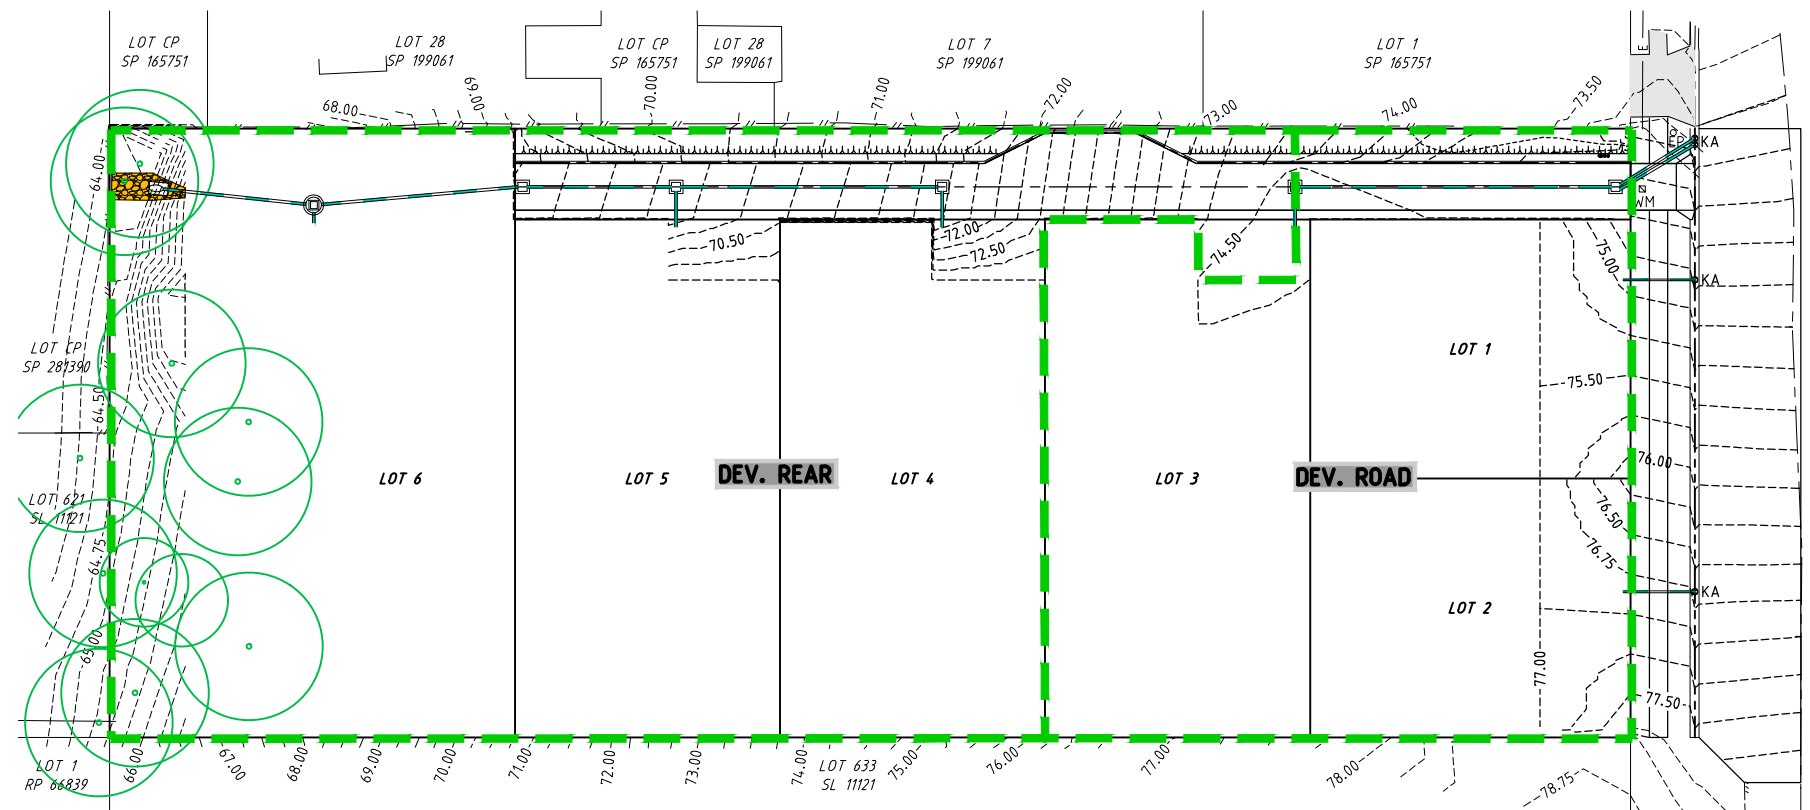 LOT CP
SP 165751
LOT 28
SP 199061
LOT CP
SP 165751
LOT 28
SP 199061
LOT 7
SP 199061
LOT 1
SP 165751
E
68.00
69.00
70.00
71.00
72.00
73.00
74.00
73.50
EP
KA
64.00
WM
70.50
72.00
72.50
74.50
75.00
KA
LOT CP
SP 281390
LOT 1
75.50
64.50
76.00
LOT 6
LOT 5
DEV. REAR
LOT 4
LOT 3
DEV. ROAD
LOT 621
SL 11121
76.50
76.75
64.75
KA
LOT 2
65.00
77.00
77.50
LOT 1
RP 66839
66.00
67.00
68.00
69.00
70.00
71.00
72.00
73.00
74.00
LOT 633
SL 11121
75.00
76.00
77.00
78.00
78.75